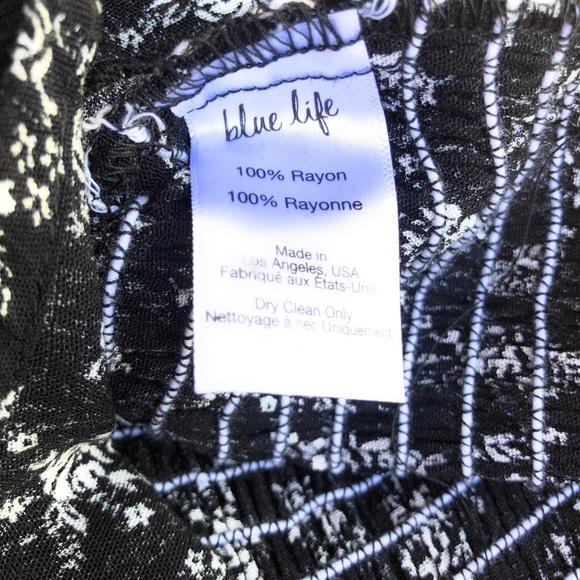 blue life
100% Rayon
100% Rayonne
Made in
Los Angeles, USA
Fabriqué aux États-Unis
Dry Clean Only
Nettoyage à sec Uniquement